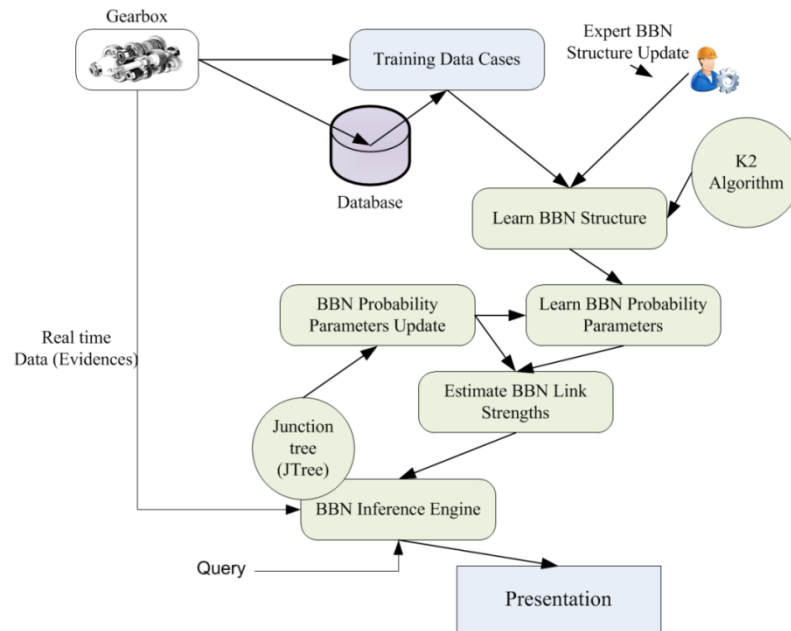 Gearbox
Training Data Cases
Expert BBN
Structure Update
Database
K2
Algorithm
Learn BBN Structure
BBN Probability
Parameters Update
Learn BBN Probability
Parameters
Real time
Data (Evidences)
Estimate BBN Link
Strengths
Junction
tree
(JTree)
BBN Inference Engine
Query
Presentation